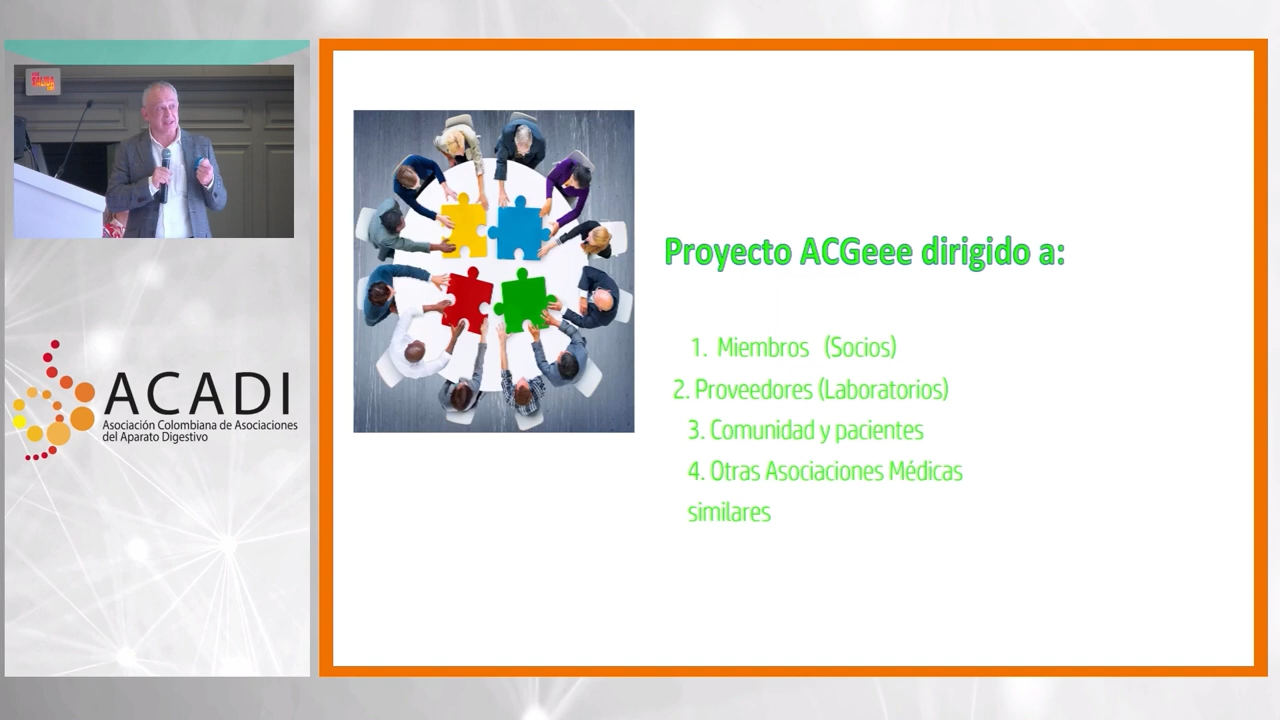 ACADI
Asociación Colombiana de Asociaciones
del Aparato Digestivo
Proyecto ACGeee dirigido a:
1. Miembros (Socios)
2. Proveedores (Laboratorios)
3. Comunidad y pacientes
4. Otras Asociaciones Médicas
similares